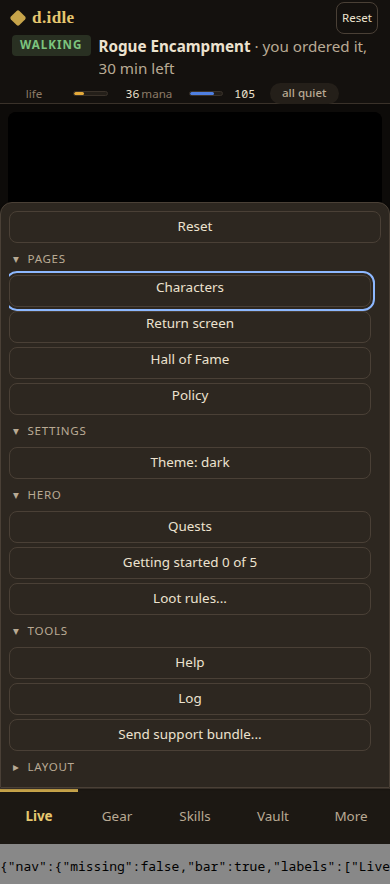 d.idle
Reset
WALKING
Rogue Encampment · you ordered it,
30 min left
life 36 mana 105 all quiet
Reset
▾ PAGES
Characters
Return screen
Hall of Fame
Policy
▾ SETTINGS
Theme: dark
▾ HERO
Quests
Getting started 0 of 5
Loot rules...
▾ TOOLS
Help
Log
Send support bundle...
▸ LAYOUT
Live Gear Skills Vault More
{"nav":{"missing":false,"bar":true,"labels":["Live